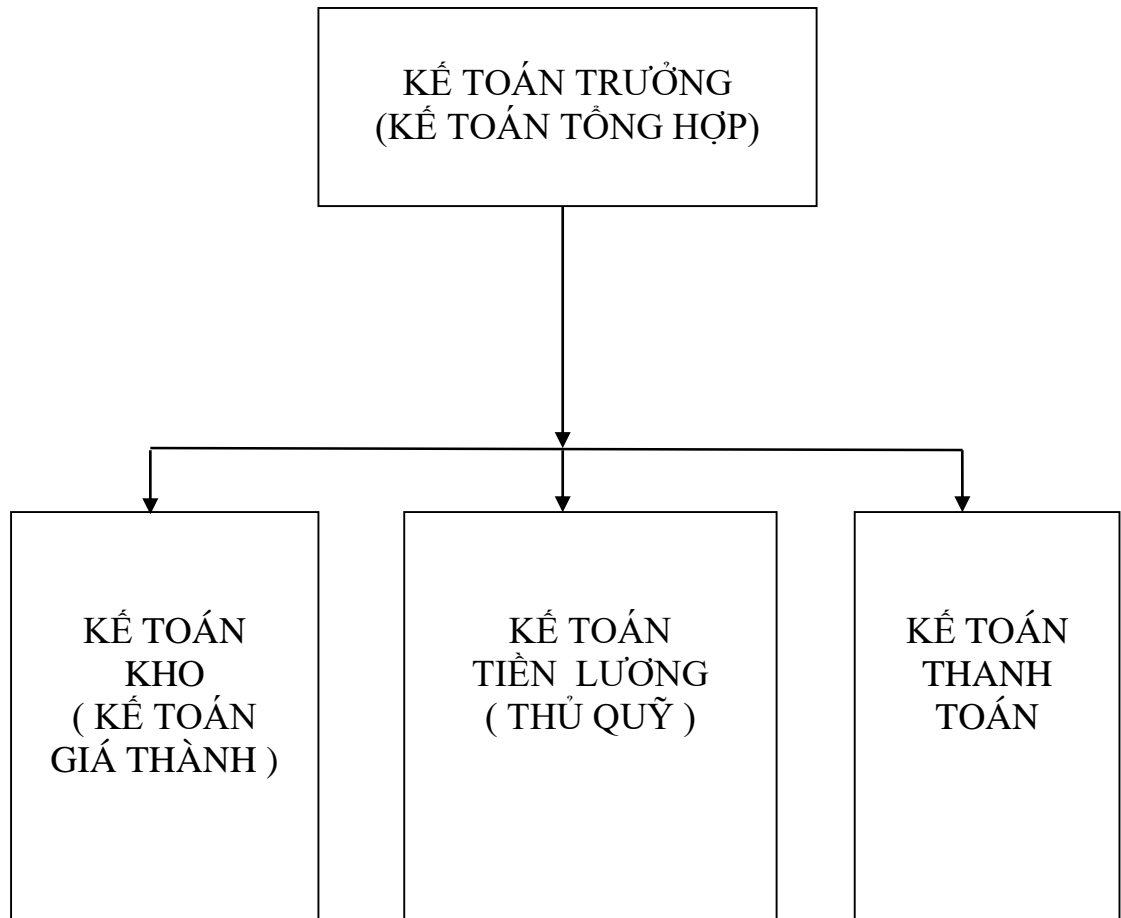 KẾ TOÁN TRƯỞNG
(KẾ TOÁN TỔNG HỢP)
KẾ TOÁN
KHO
( KẾ TOÁN
GIÁ THÀNH )
KẾ TOÁN
TIỀN LƯƠNG
( THỦ QUỸ )
KẾ TOÁN
THANH
TOÁN